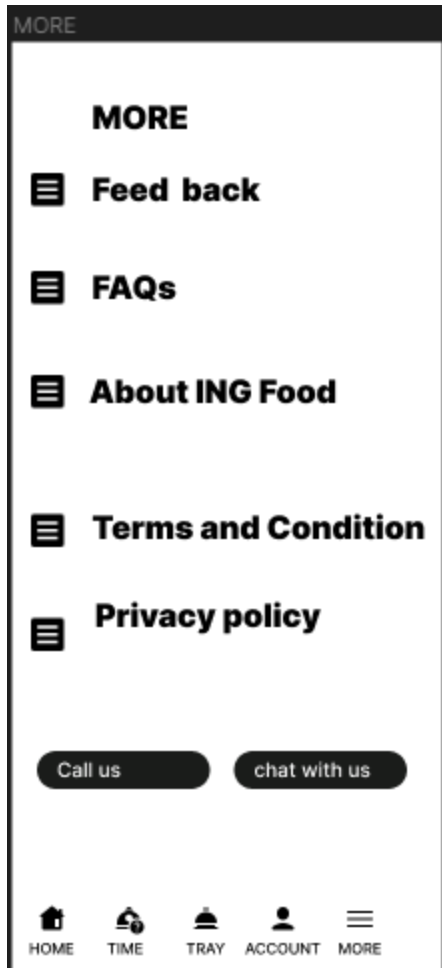 MORE
MORE
Feed back
FAQs
About ING Food
Terms and Condition
Privacy policy
Call us chat with us
HOME TIME TRAY ACCOUNT MORE